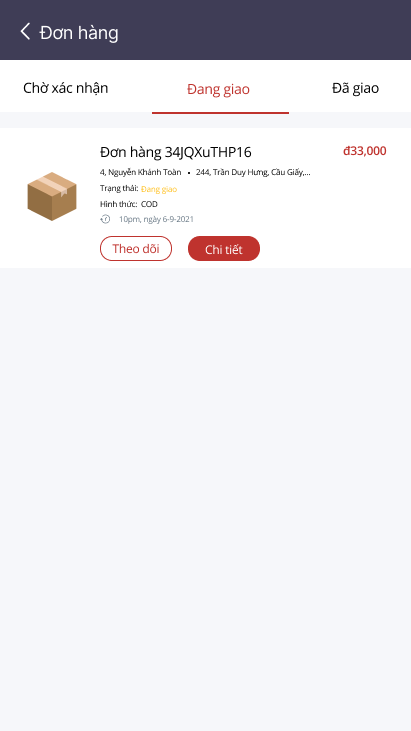 Đơn hàng
Chờ xác nhận Đang giao Đã giao
Đơn hàng 34JQXuTHP16 đ33,000
4, Nguyễn Khánh Toàn • 244, Trần Duy Hưng, Cầu Giấy,...
Trạng thái: Đang giao
Hình thức: COD
10pm, ngày 6-9-2021
Theo dõi Chi tiết